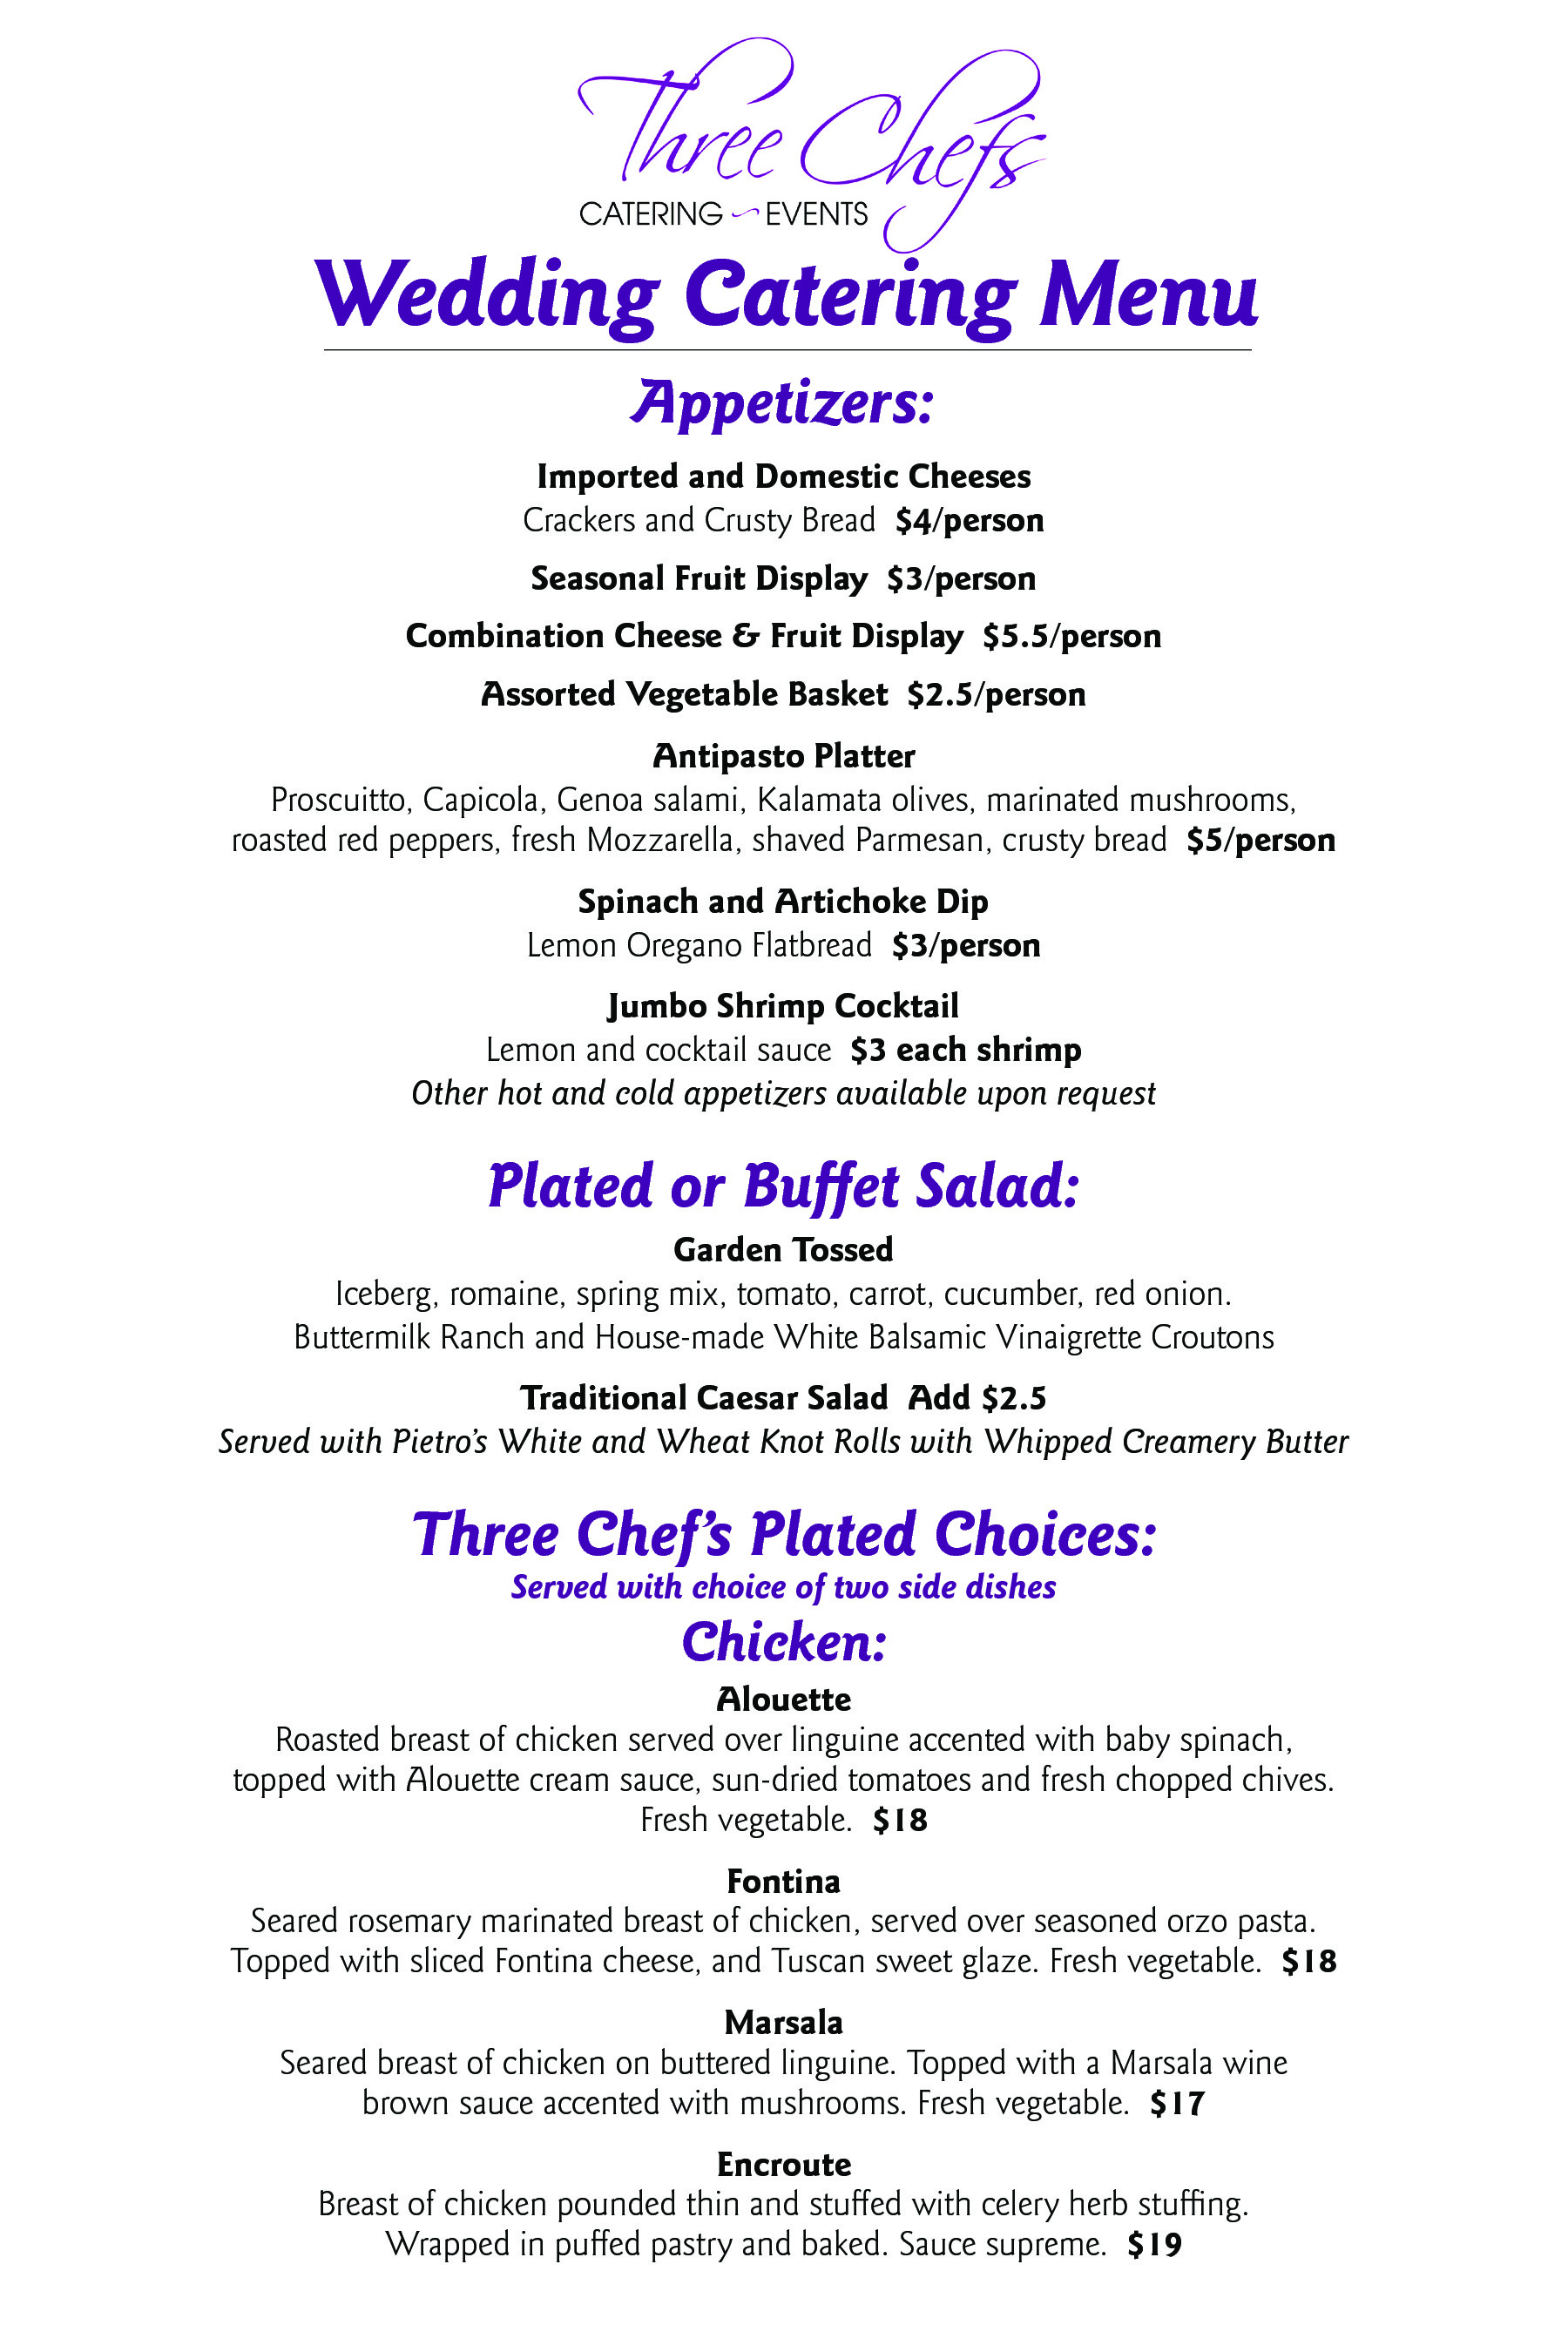 Three Chefs
CATERING ~ EVENTS
Wedding Catering Menu
Appetizers:
Imported and Domestic Cheeses
Crackers and Crusty Bread $4/person
Seasonal Fruit Display $3/person
Combination Cheese & Fruit Display $5.5/person
Assorted Vegetable Basket $2.5/person
Antipasto Platter
Proscuitto, Capicola, Genoa salami, Kalamata olives, marinated mushrooms,
roasted red peppers, fresh Mozzarella, shaved Parmesan, crusty bread $5/person
Spinach and Artichoke Dip
Lemon Oregano Flatbread $3/person
Jumbo Shrimp Cocktail
Lemon and cocktail sauce $3 each shrimp
Other hot and cold appetizers available upon request
Plated or Buffet Salad:
Garden Tossed
Iceberg, romaine, spring mix, tomato, carrot, cucumber, red onion.
Buttermilk Ranch and House-made White Balsamic Vinaigrette Croutons
Traditional Caesar Salad Add $2.5
Served with Pietro's White and Wheat Knot Rolls with Whipped Creamery Butter
Three Chef's Plated Choices:
Served with choice of two side dishes
Chicken:
Alouette
Roasted breast of chicken served over linguine accented with baby spinach,
topped with Alouette cream sauce, sun-dried tomatoes and fresh chopped chives.
Fresh vegetable. $18
Fontina
Seared rosemary marinated breast of chicken, served over seasoned orzo pasta.
Topped with sliced Fontina cheese, and Tuscan sweet glaze. Fresh vegetable. $18
Marsala
Seared breast of chicken on buttered linguine. Topped with a Marsala wine
brown sauce accented with mushrooms. Fresh vegetable. $17
Encroute
Breast of chicken pounded thin and stuffed with celery herb stuffing.
Wrapped in puffed pastry and baked. Sauce supreme. $19